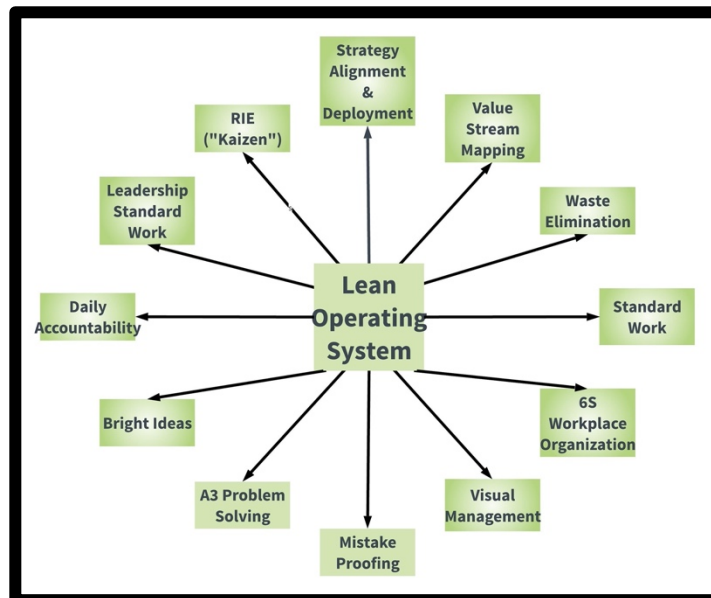 Strategy
Alignment
&
Deployment
Value
Stream
Mapping
Waste
Elimination
Standard
Work
6S
Workplace
Organization
Visual
Management
Mistake
Proofing
A3 Problem
Solving
Bright Ideas
Daily
Accountability
Leadership
Standard
Work
RIE
("Kaizen")
Lean
Operating
System